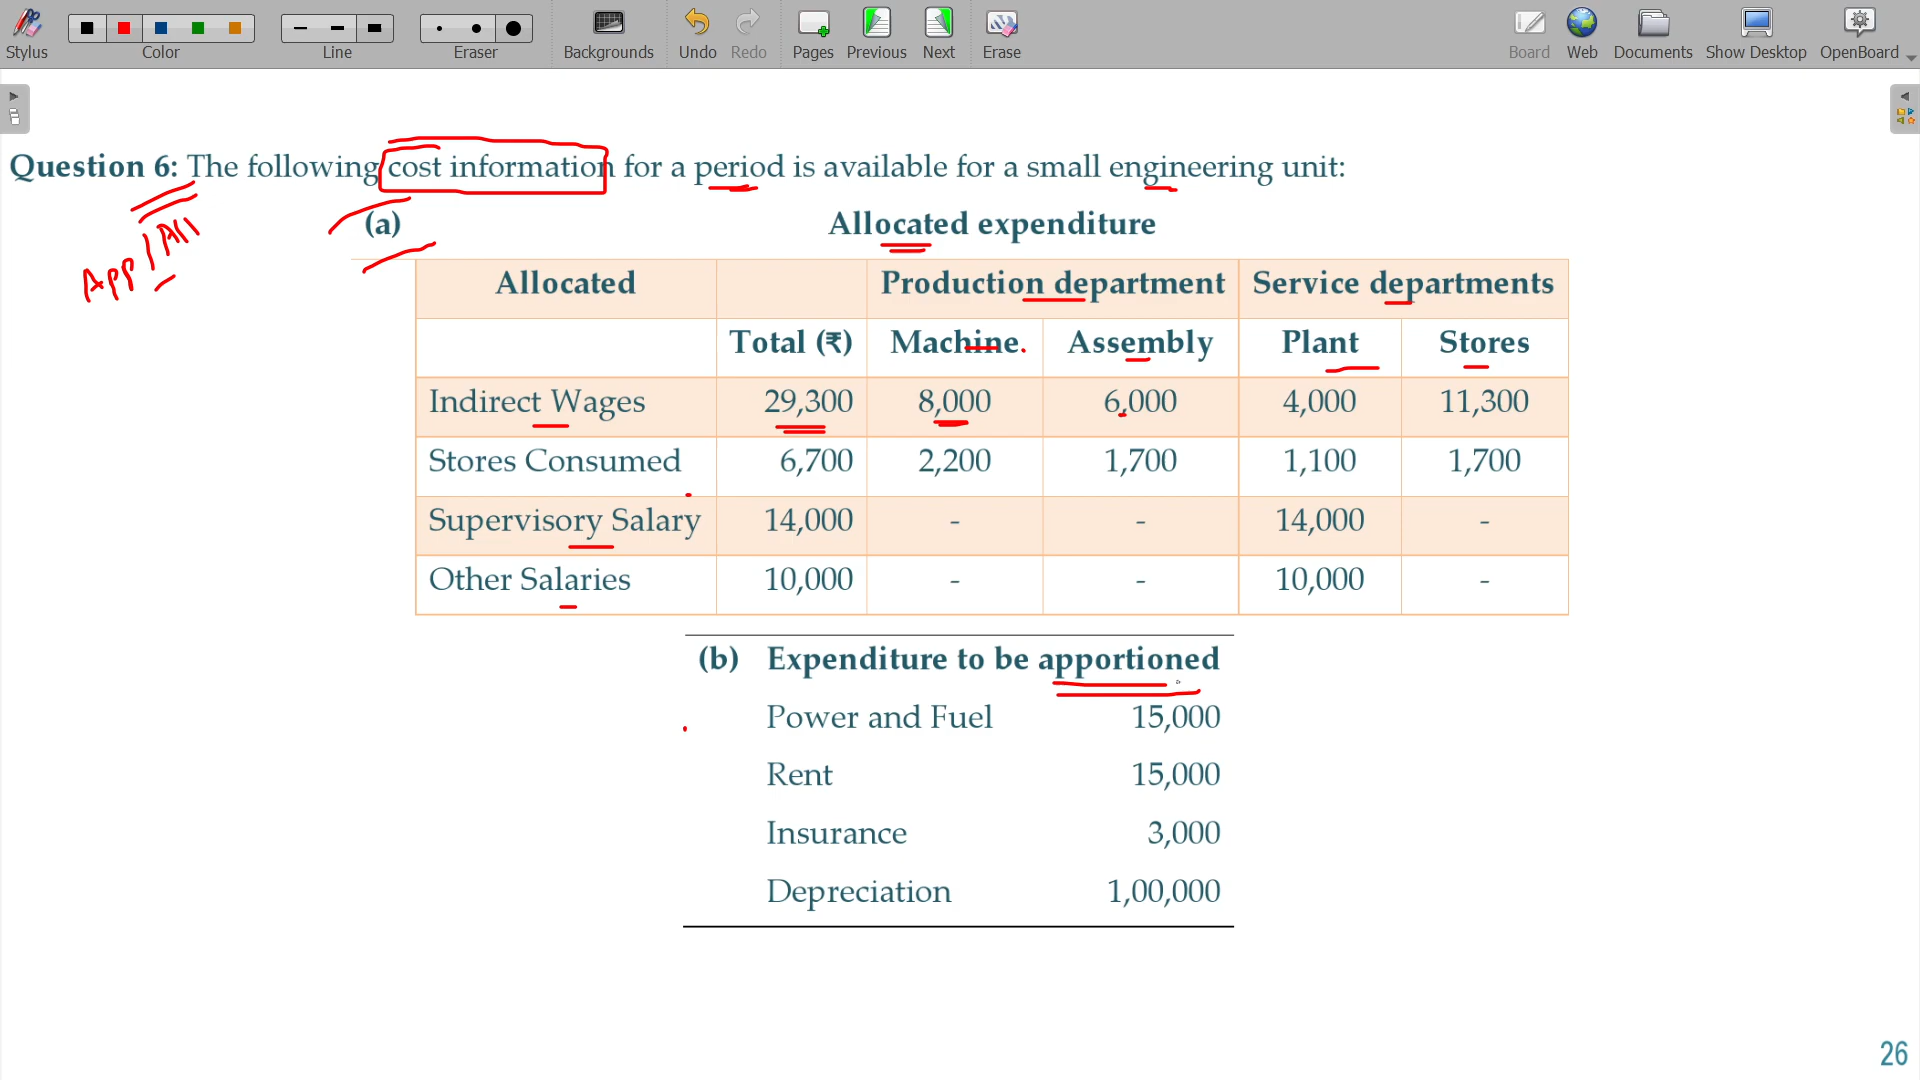 Stylus Color Line Eraser Backgrounds Undo Redo Pages Previous Next Erase Board Web Documents Show Desktop OpenBoard
Question 6: The following cost information for a period is available for a small engineering unit:
App / All
(a) Allocated expenditure
Allocated Production department Service departments
Total (₹) Machine Assembly Plant Stores
Indirect Wages 29,300 8,000 6,000 4,000 11,300
Stores Consumed 6,700 2,200 1,700 1,100 1,700
Supervisory Salary 14,000 - - 14,000 -
Other Salaries 10,000 - - 10,000 -
(b) Expenditure to be apportioned
Power and Fuel 15,000
Rent 15,000
Insurance 3,000
Depreciation 1,00,000
26